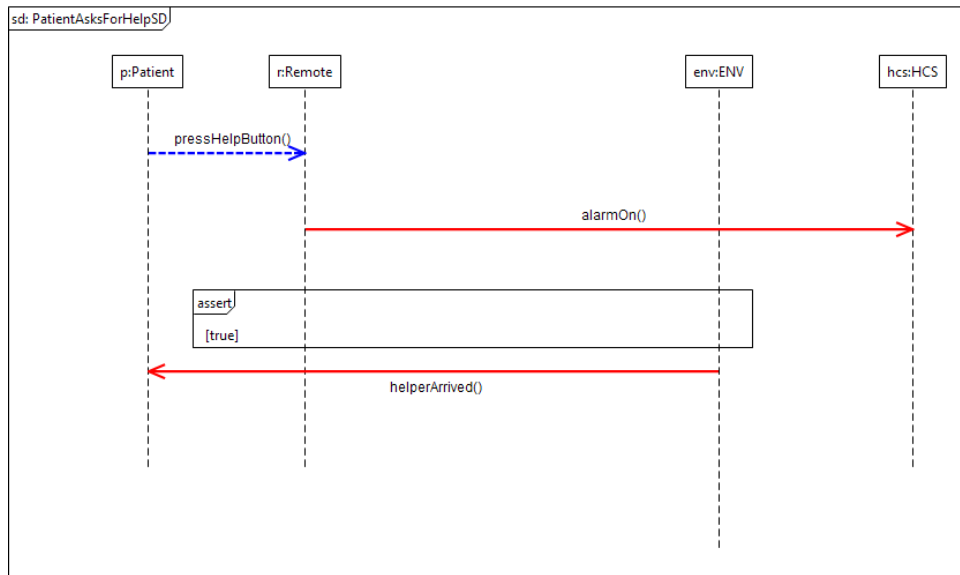 sd: PatientAsksForHelpSD
p:Patient
r:Remote
env:ENV
hcs:HCS
pressHelpButton()
alarmOn()
assert
[true]
helperArrived()